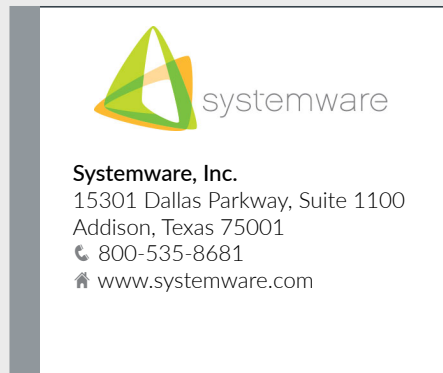 systemware
Systemware, Inc.
15301 Dallas Parkway, Suite 1100
Addison, Texas 75001
800-535-8681
www.systemware.com